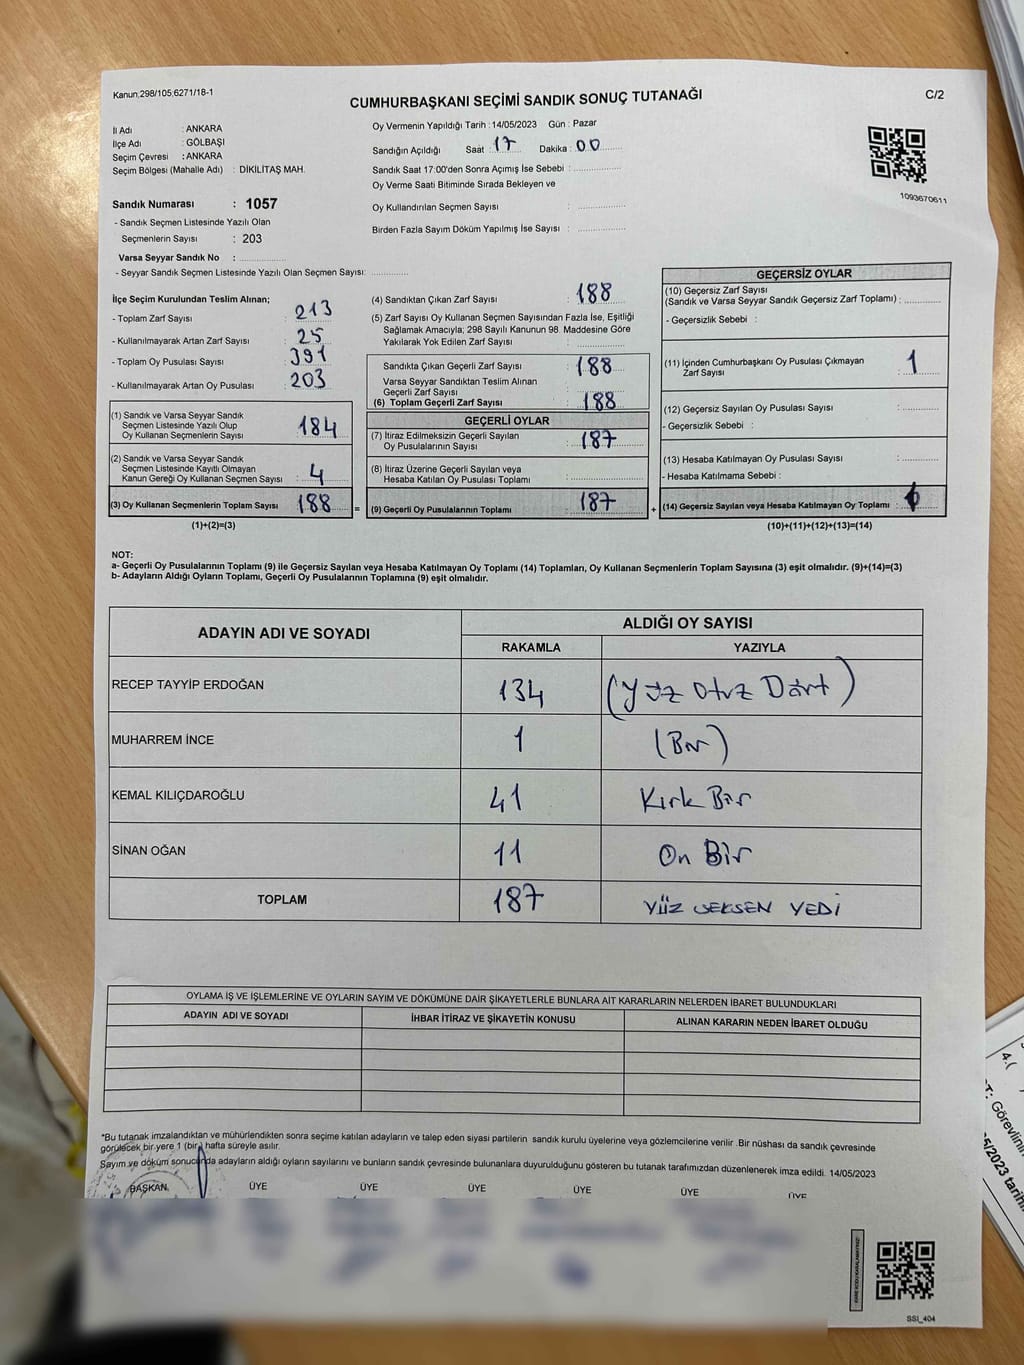 Kanun.298/105,6271/18-1
CUMHURBAŞKANI SEÇİMİ SANDIK SONUÇ TUTANAĞI
C/2
İl Adı : ANKARA
İlçe Adı : GÖLBAŞI
Seçim Çevresi : ANKARA
Seçim Bölgesi (Mahalle Adı) : DİKİLİTAŞ MAH.
Oy Vermenin Yapıldığı Tarih : 14/05/2023 Gün : Pazar
Sandığın Açıldığı Saat : 17 Dakika : 00
Sandık Saat 17:00'den Sonra Açımış İse Sebebi :
Oy Verme Saati Bitiminde Sırada Bekleyen ve
Oy Kullandırılan Seçmen Sayısı :
Birden Fazla Sayım Döküm Yapılmış İse Sayısı :
1093670611
Sandık Numarası : 1057
- Sandık Seçmen Listesinde Yazılı Olan
Seçmenlerin Sayısı : 203
Varsa Seyyar Sandık No :
- Seyyar Sandık Seçmen Listesinde Yazılı Olan Seçmen Sayısı:
İlçe Seçim Kurulundan Teslim Alınan;
- Toplam Zarf Sayısı : 213
- Kullanılmayarak Artan Zarf Sayısı : 25
- Toplam Oy Pusulası Sayısı : 391
- Kullanılmayarak Artan Oy Pusulası : 203
(1) Sandık ve Varsa Seyyar Sandık
Seçmen Listesinde Yazılı Olup
Oy Kullanan Seçmenlerin Sayısı : 184
(2) Sandık ve Varsa Seyyar Sandık
Seçmen Listesinde Kayıtlı Olmayan
Kanun Gereği Oy Kullanan Seçmen Sayısı : 4
(3) Oy Kullanan Seçmenlerin Toplam Sayısı : 188 =
(1)+(2)=(3)
(4) Sandıktan Çıkan Zarf Sayısı : 188
(5) Zarf Sayısı Oy Kullanan Seçmen Sayısından Fazla İse, Eşitliği
Sağlamak Amacıyla; 298 Sayılı Kanunun 98. Maddesine Göre
Yakılarak Yok Edilen Zarf Sayısı :
Sandıkta Çıkan Geçerli Zarf Sayısı : 188
Varsa Seyyar Sandıktan Teslim Alınan
Geçerli Zarf Sayısı :
(6) Toplam Geçerli Zarf Sayısı : 188
GEÇERLİ OYLAR
(7) İtiraz Edilmeksizin Geçerli Sayılan
Oy Pusulalarının Sayısı : 187
(8) İtiraz Üzerine Geçerli Sayılan veya
Hesaba Katılan Oy Pusulası Toplamı :
(9) Geçerli Oy Pusulalarının Toplamı : 187 +
GEÇERSİZ OYLAR
(10) Geçersiz Zarf Sayısı
(Sandık ve Varsa Seyyar Sandık Geçersiz Zarf Toplamı) :
- Geçersizlik Sebebi :
(11) İçinden Cumhurbaşkanı Oy Pusulası Çıkmayan
Zarf Sayısı : 1
(12) Geçersiz Sayılan Oy Pusulası Sayısı :
- Geçersizlik Sebebi :
(13) Hesaba Katılmayan Oy Pusulası Sayısı :
- Hesaba Katılmama Sebebi :
(14) Geçersiz Sayılan veya Hesaba Katılmayan Oy Toplamı :
(10)+(11)+(12)+(13)=(14)
NOT:
a- Geçerli Oy Pusulalarının Toplamı (9) ile Geçersiz Sayılan veya Hesaba Katılmayan Oy Toplamı (14) Toplamları, Oy Kullanan Seçmenlerin Toplam Sayısına (3) eşit olmalıdır. (9)+(14)=(3)
b- Adayların Aldığı Oyların Toplamı, Geçerli Oy Pusulalarının Toplamına (9) eşit olmalıdır.
ADAYIN ADI VE SOYADI
ALDIĞI OY SAYISI
RAKAMLA YAZIYLA
RECEP TAYYİP ERDOĞAN 134 (Yüz Otuz Dört)
MUHARREM İNCE 1 (Bir)
KEMAL KILIÇDAROĞLU 41 Kırk Bir
SİNAN OĞAN 11 On Bir
TOPLAM 187 YÜZ SEKSEN YEDİ
OYLAMA İŞ VE İŞLEMLERİNE VE OYLARIN SAYIM VE DÖKÜMÜNE DAİR ŞİKAYETLERLE BUNLARA AİT KARARLARIN NELERDEN İBARET BULUNDUKLARI
ADAYIN ADI VE SOYADI İHBAR İTİRAZ VE ŞİKAYETİN KONUSU ALINAN KARARIN NEDEN İBARET OLDUĞU
*Bu tutanak imzalandıktan ve mühürlendikten sonra seçime katılan adayların ve talep eden siyasi partilerin sandık kurulu üyelerine veya gözlemcilerine verilir .Bir nüshası da sandık çevresinde
görülecek bir yere 1 (bir) hafta süreyle asılır.
Sayım ve döküm sonucunda adayların aldığı oyların sayılarını ve bunların sandık çevresinde bulunanlara duyurulduğunu gösteren bu tutanak tarafımızdan düzenlenerek imza edildi. 14/05/2023
BAŞKAN ÜYE ÜYE ÜYE ÜYE ÜYE ÜYE
SSI_404
4.(
Görevlinin
5/2023 tarihi